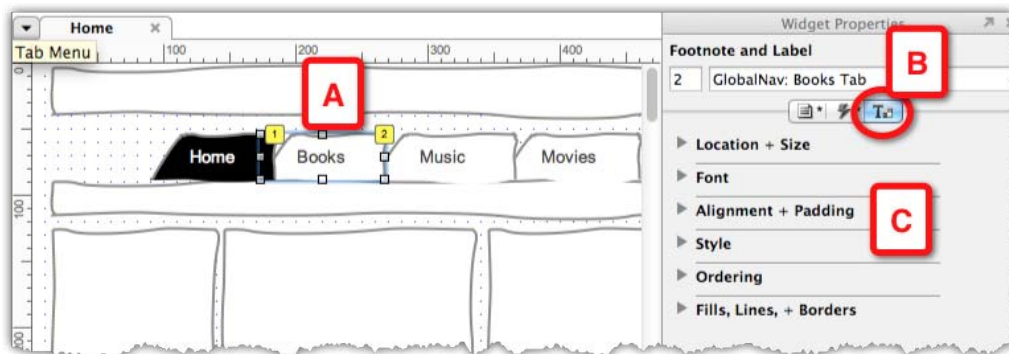 Home
Widget Properties
Tab Menu
100
200
300
400
Footnote and Label
0
A
B
2 GlobalNav: Books Tab
1
2
T
Home
Books
Music
Movies
Location + Size
Font
100
Alignment + Padding
C
Style
Ordering
Fills, Lines, + Borders
200